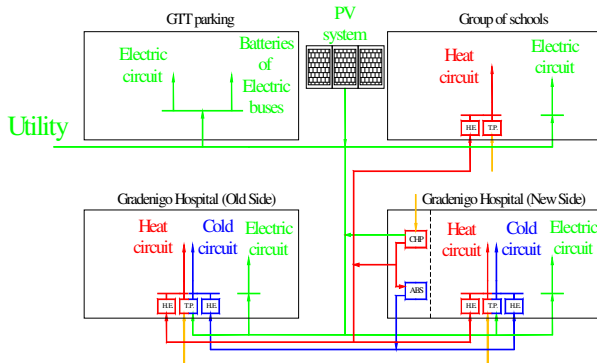 GTT parking
PV
system
Group of schools
Electric
circuit
Batteries
of
Electric
buses
Heat
circuit
Electric
circuit
Utility
H.E.
T.P.
Gradenigo Hospital (Old Side)
Gradenigo Hospital (New Side)
Heat
circuit
Cold
circuit
Electric
circuit
CHP
Heat
circuit
Cold
circuit
Electric
circuit
ABS
H.E.
T.P.
H.E.
H.E.
T.P.
H.E.